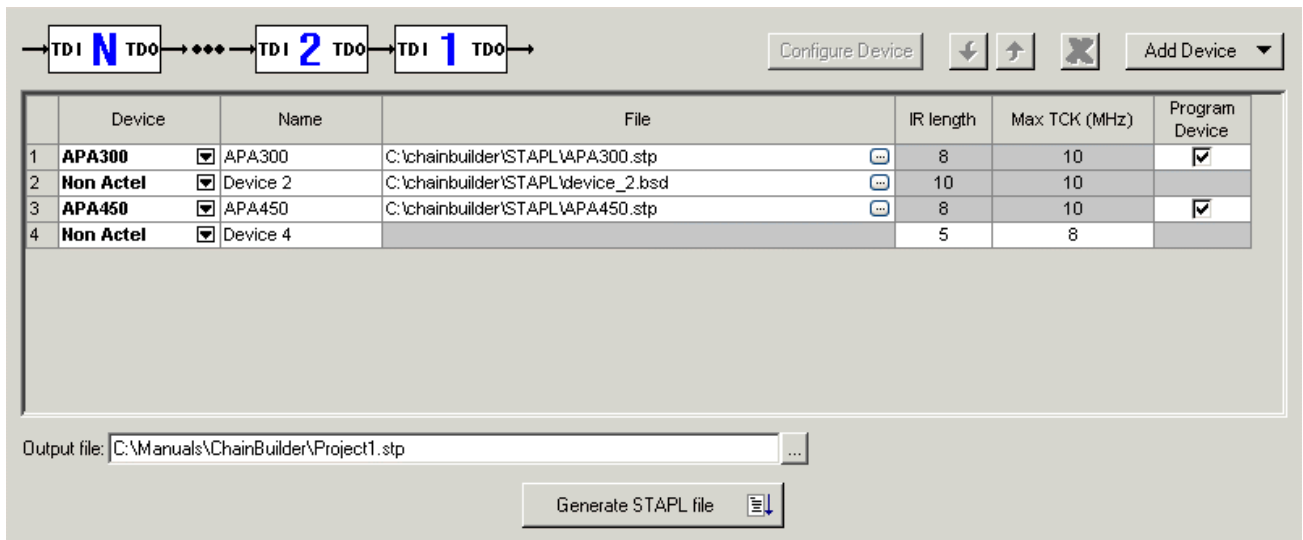 TDI N TDO TDI 2 TDO TDI 1 TDO Configure Device Add Device
Device Name File IR length Max TCK (MHz) Program Device
1 APA300 APA300 C:\chainbuilder\STAPL\APA300.stp ... 8 10
2 Non Actel Device 2 C:\chainbuilder\STAPL\device_2.bsd ... 10 10
3 APA450 APA450 C:\chainbuilder\STAPL\APA450.stp ... 8 10
4 Non Actel Device 4 5 8
Output file: C:\Manuals\ChainBuilder\Project1.stp ...
Generate STAPL file